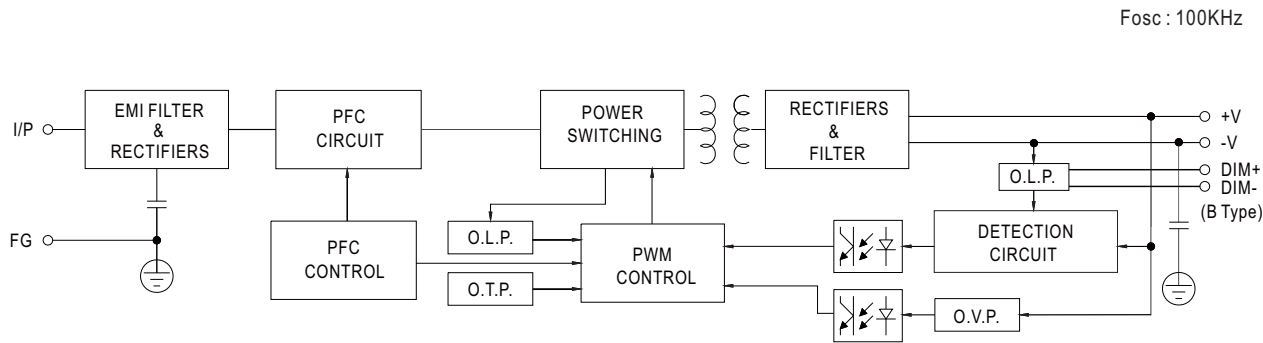 Fosc : 100KHz
I/P
EMI FILTER
&
RECTIFIERS
PFC
CIRCUIT
POWER
SWITCHING
RECTIFIERS
&
FILTER
+V
-V
DIM+
DIM-
(B Type)
O.L.P.
FG
PFC
CONTROL
O.L.P.
O.T.P.
PWM
CONTROL
DETECTION
CIRCUIT
O.V.P.